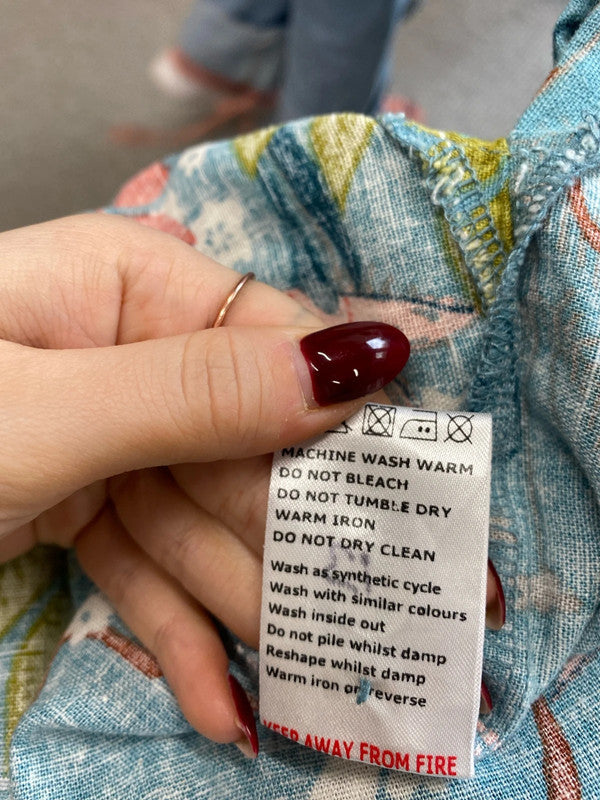 MACHINE WASH WARM
DO NOT BLEACH
DO NOT TUMBLE DRY
WARM IRON
DO NOT DRY CLEAN
Wash as synthetic cycle
Wash with similar colours
Wash inside out
Do not pile whilst damp
Reshape whilst damp
Warm iron on reverse
KEEP AWAY FROM FIRE